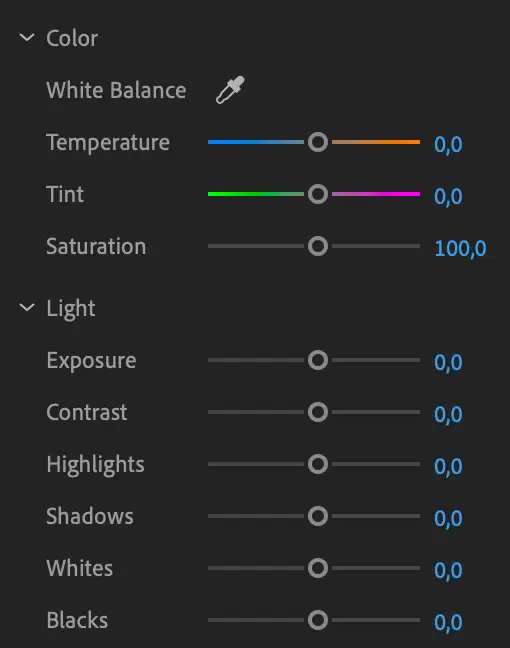 Color
White Balance
Temperature 0,0
Tint 0,0
Saturation 100,0
Light
Exposure 0,0
Contrast 0,0
Highlights 0,0
Shadows 0,0
Whites 0,0
Blacks 0,0